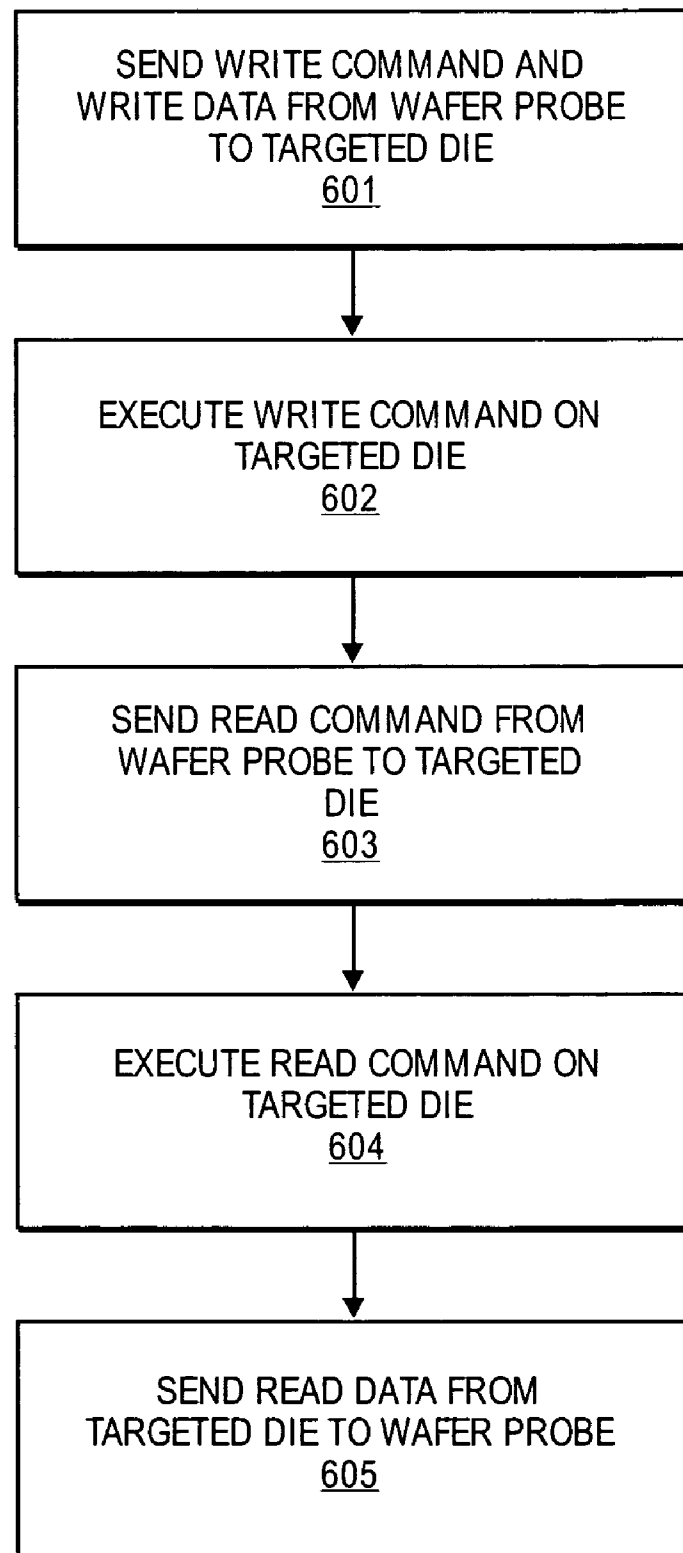 SEND WRITE COMMAND AND
WRITE DATA FROM WAFER PROBE
TO TARGETED DIE
601
EXECUTE WRITE COMMAND ON
TARGETED DIE
602
SEND READ COMMAND FROM
WAFER PROBE TO TARGETED
DIE
603
EXECUTE READ COMMAND ON
TARGETED DIE
604
SEND READ DATA FROM
TARGETED DIE TO WAFER PROBE
605